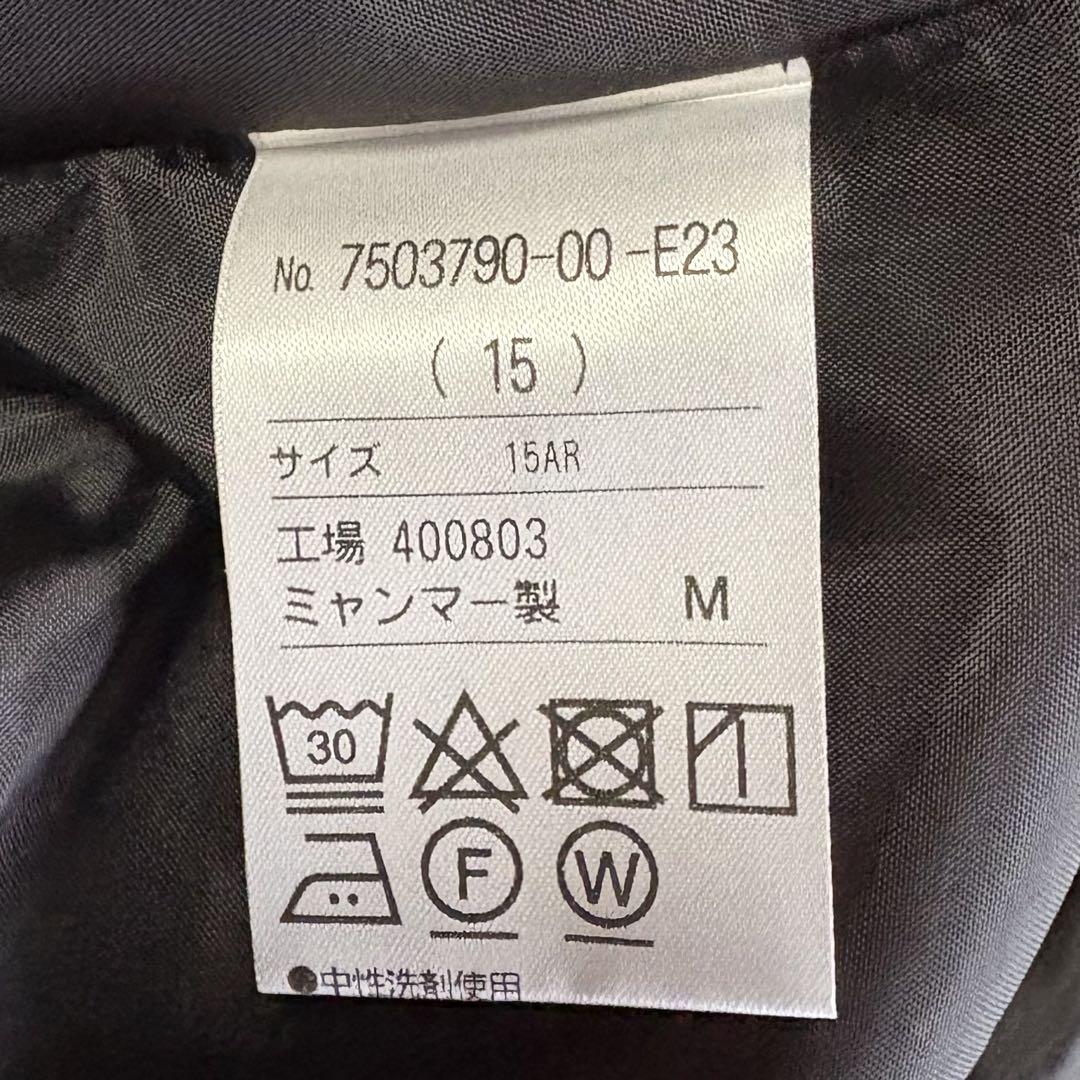 No. 7503790-00-E23
( 15 )
サイズ 15AR
工場 400803
ミャンマー製 M
30
F W
●中性洗剤使用